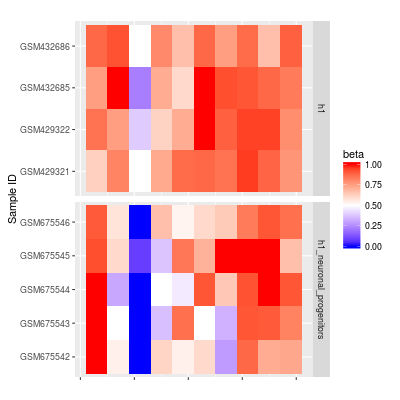 GSM432686
GSM432685
GSM429322
GSM429321
h1
GSM675546
GSM675545
GSM675544
GSM675543
GSM675542
h1_neuronal_progenitors
Sample ID
beta
1.00
0.75
0.50
0.25
0.00